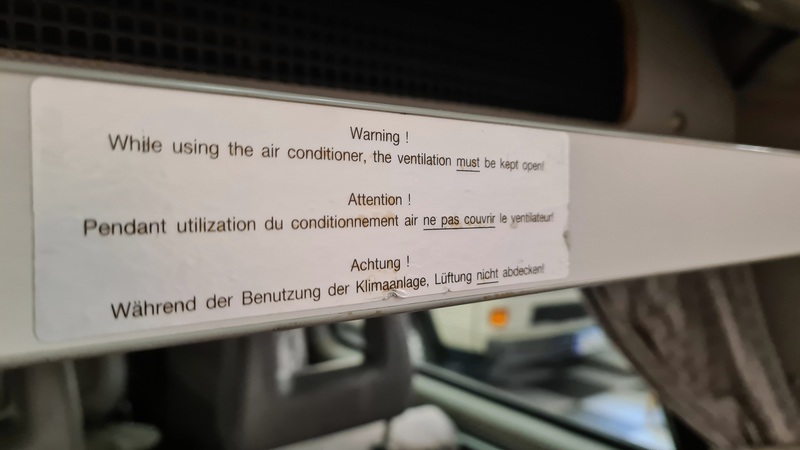 Warning !
While using the air conditioner, the ventilation must be kept open!
Attention !
Pendant utilization du conditionnement air ne pas couvrir le ventilateur!
Achtung !
Während der Benutzung der Klimaanlage, Lüftung nicht abdecken!